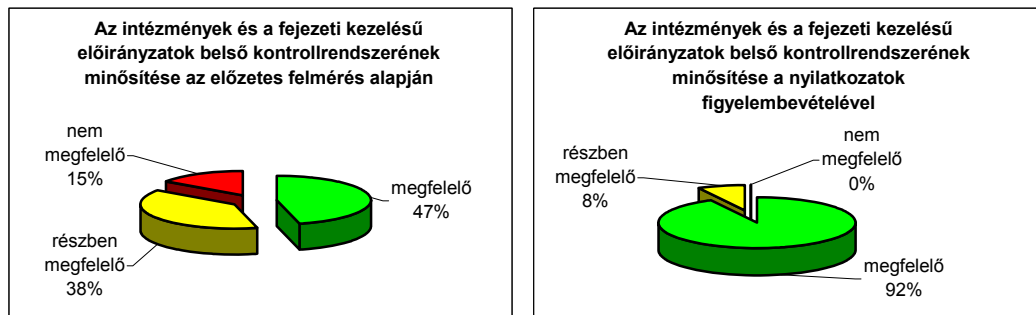 Az intézmények és a fejezeti kezelésű
előirányzatok belső kontrollrendszerének
minősítése az előzetes felmérés alapján
nem
megfelelő
15%
megfelelő
47%
részben
megfelelő
38%
Az intézmények és a fejezeti kezelésű
előirányzatok belső kontrollrendszerének
minősítése a nyilatkozatok
figyelembevételével
részben
megfelelő
8%
nem
megfelelő
0%
megfelelő
92%